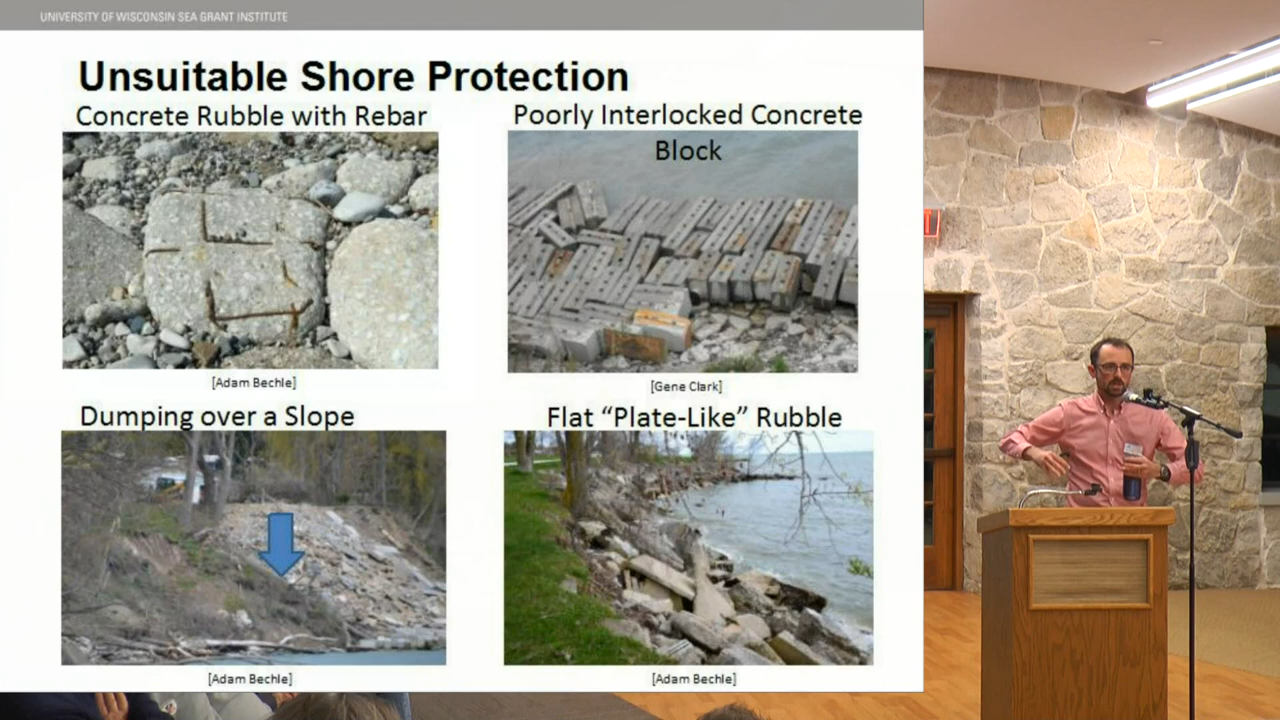 UNIVERSITY OF WISCONSIN SEA GRANT INSTITUTE
Unsuitable Shore Protection
Concrete Rubble with Rebar
Poorly Interlocked Concrete
Block
[Adam Bechle]
[Gene Clark]
Dumping over a Slope
Flat “Plate-Like” Rubble
[Adam Bechle]
[Adam Bechle]